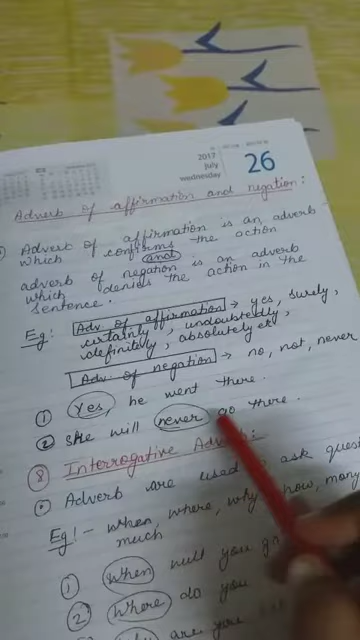 2017
July
wednesday
26
Adverb of affirmation and negation:
Adverb of affirmation is an adverb
which confirms the action
and
adverb of negation is an adverb
which denies the action in the
sentence.
Eg: Adv. of affirmation → yes, surely,
certainly, undoubtedly,
definitely, absolutely etc
Adv. of negation → no, not, never
① Yes, he went there.
② She will never go there.
⑧ Interrogative Adverb:
Adverb are used to ask
Eg:- When, where, why, how, many
much
① When will you
② Where do you
are you